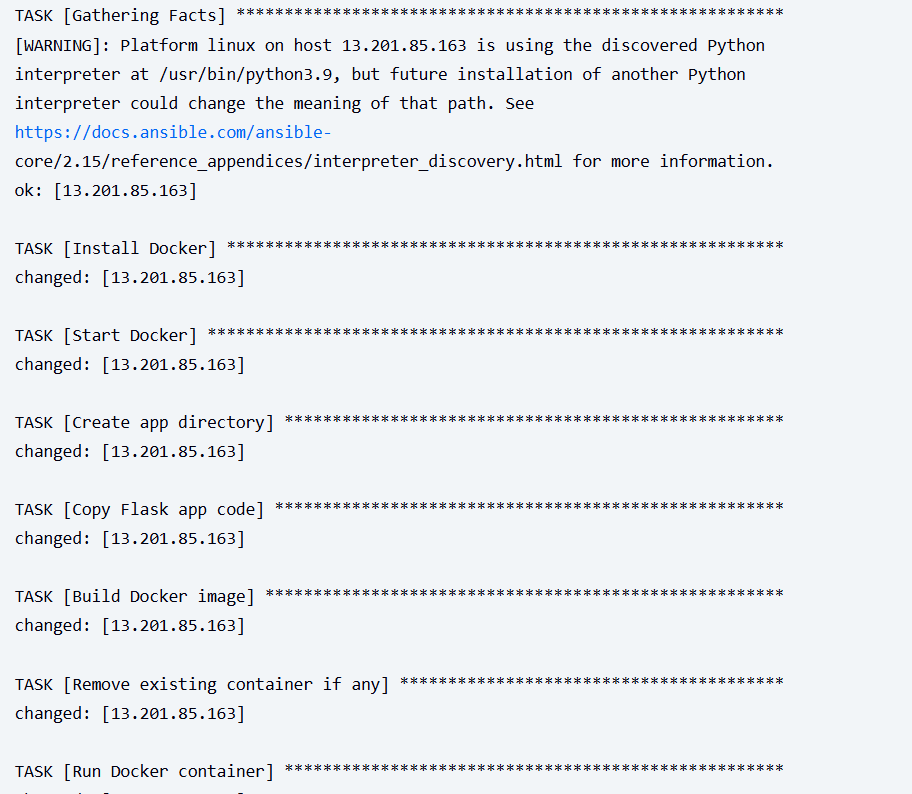 TASK [Gathering Facts] *********************************************************
[WARNING]: Platform linux on host 13.201.85.163 is using the discovered Python
interpreter at /usr/bin/python3.9, but future installation of another Python
interpreter could change the meaning of that path. See
https://docs.ansible.com/ansible-
core/2.15/reference_appendices/interpreter_discovery.html for more information.
ok: [13.201.85.163]
TASK [Install Docker] **********************************************************
changed: [13.201.85.163]
TASK [Start Docker] ************************************************************
changed: [13.201.85.163]
TASK [Create app directory] ****************************************************
changed: [13.201.85.163]
TASK [Copy Flask app code] *****************************************************
changed: [13.201.85.163]
TASK [Build Docker image] ******************************************************
changed: [13.201.85.163]
TASK [Remove existing container if any] ****************************************
changed: [13.201.85.163]
TASK [Run Docker container] ****************************************************